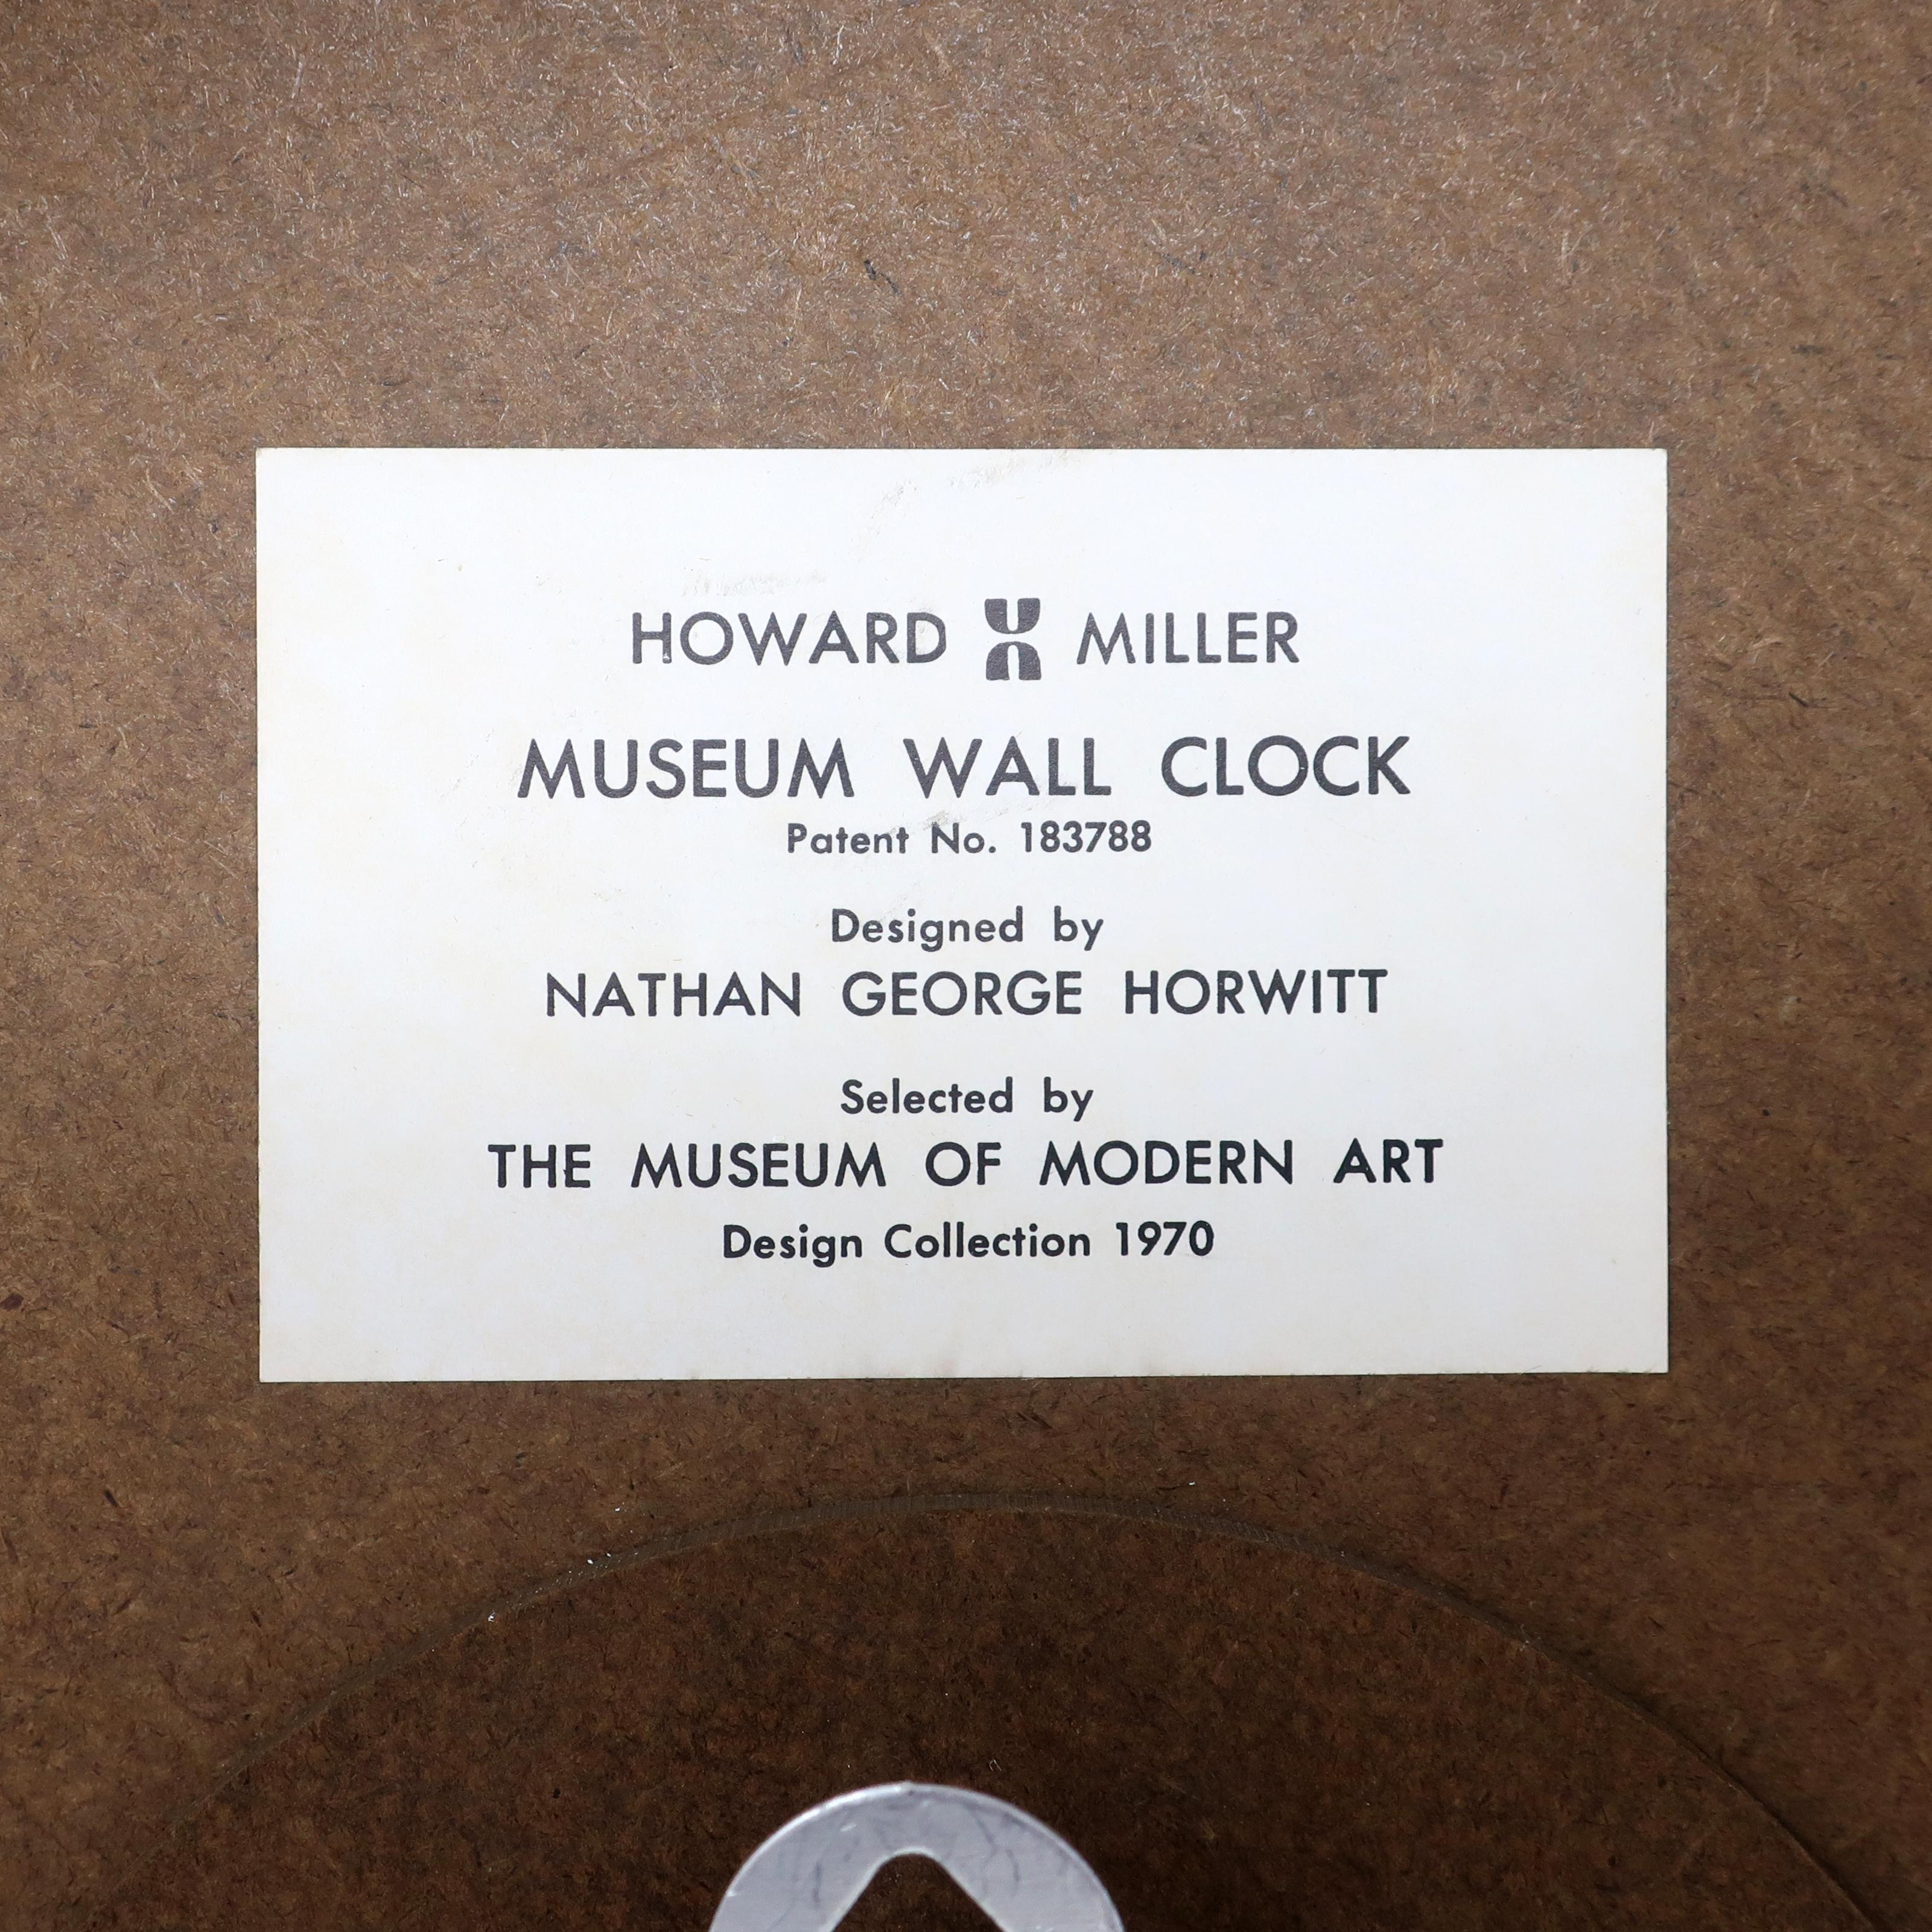 HOWARD MILLER
MUSEUM WALL CLOCK
Patent No. 183788
Designed by
NATHAN GEORGE HORWITT
Selected by
THE MUSEUM OF MODERN ART
Design Collection 1970